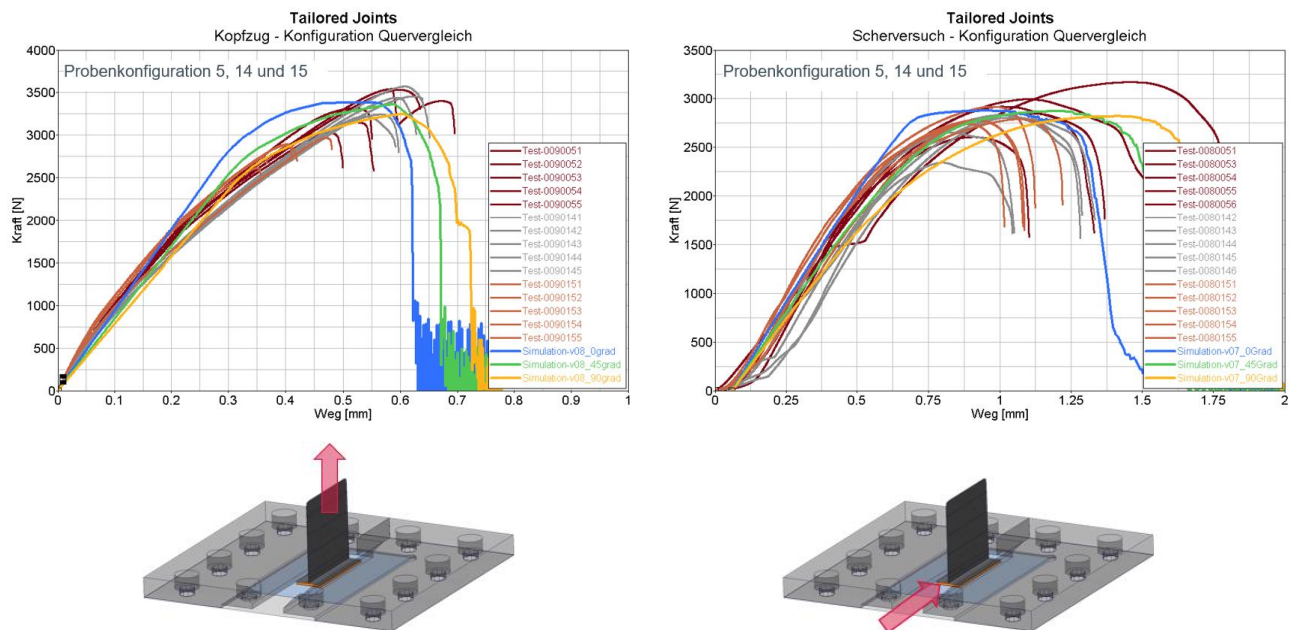 Tailored Joints
Kopfzug - Konfiguration Quervergleich
Probenkonfiguration 5, 14 und 15
Kraft [N]
4000
3500
3000
2500
2000
1500
1000
500
0
0
0.1
0.2
0.3
0.4
0.5
0.6
0.7
0.8
0.9
1
Weg [mm]
Test-0090051
Test-0090052
Test-0090053
Test-0090054
Test-0090055
Test-0090141
Test-0090142
Test-0090143
Test-0090144
Test-0090145
Test-0090151
Test-0090152
Test-0090153
Test-0090154
Test-0090155
Simulation-v08_0grad
Simulation-v08_45grad
Simulation-v08_90grad
Tailored Joints
Scherversuch - Konfiguration Quervergleich
Probenkonfiguration 5, 14 und 15
Kraft [N]
3500
3000
2500
2000
1500
1000
500
0
0
0.25
0.5
0.75
1
1.25
1.5
1.75
2
Weg [mm]
Test-0080051
Test-0080053
Test-0080054
Test-0080055
Test-0080056
Test-0080142
Test-0080143
Test-0080144
Test-0080145
Test-0080146
Test-0080151
Test-0080152
Test-0080153
Test-0080154
Test-0080155
Simulation-v07_0Grad
Simulation-v07_45Grad
Simulation-v07_90Grad